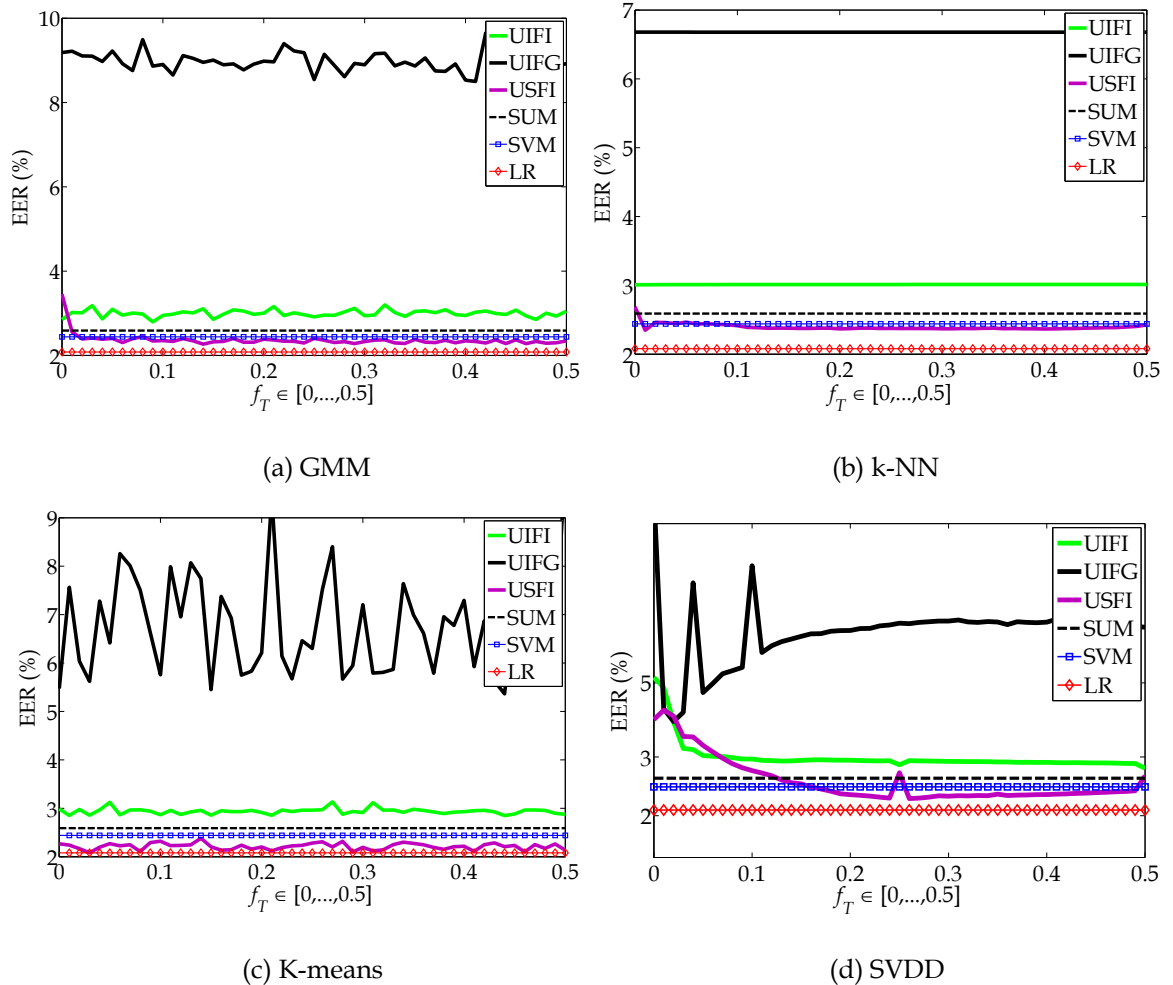 10
8
6
4
2
EER (%)
0
0.1
0.2
0.3
0.4
0.5
f_T ∈ [0,...,0.5]
UIFI
UIFG
USFI
SUM
SVM
LR
(a) GMM
7
6
5
4
3
2
EER (%)
0
0.1
0.2
0.3
0.4
0.5
f_T ∈ [0,...,0.5]
UIFI
UIFG
USFI
SUM
SVM
LR
(b) k-NN
9
8
7
6
5
4
3
2
EER (%)
0
0.1
0.2
0.3
0.4
0.5
f_T ∈ [0,...,0.5]
UIFI
UIFG
USFI
SUM
SVM
LR
(c) K-means
5
3
2
EER (%)
0
0.1
0.2
0.3
0.4
0.5
f_T ∈ [0,...,0.5]
UIFI
UIFG
USFI
SUM
SVM
LR
(d) SVDD